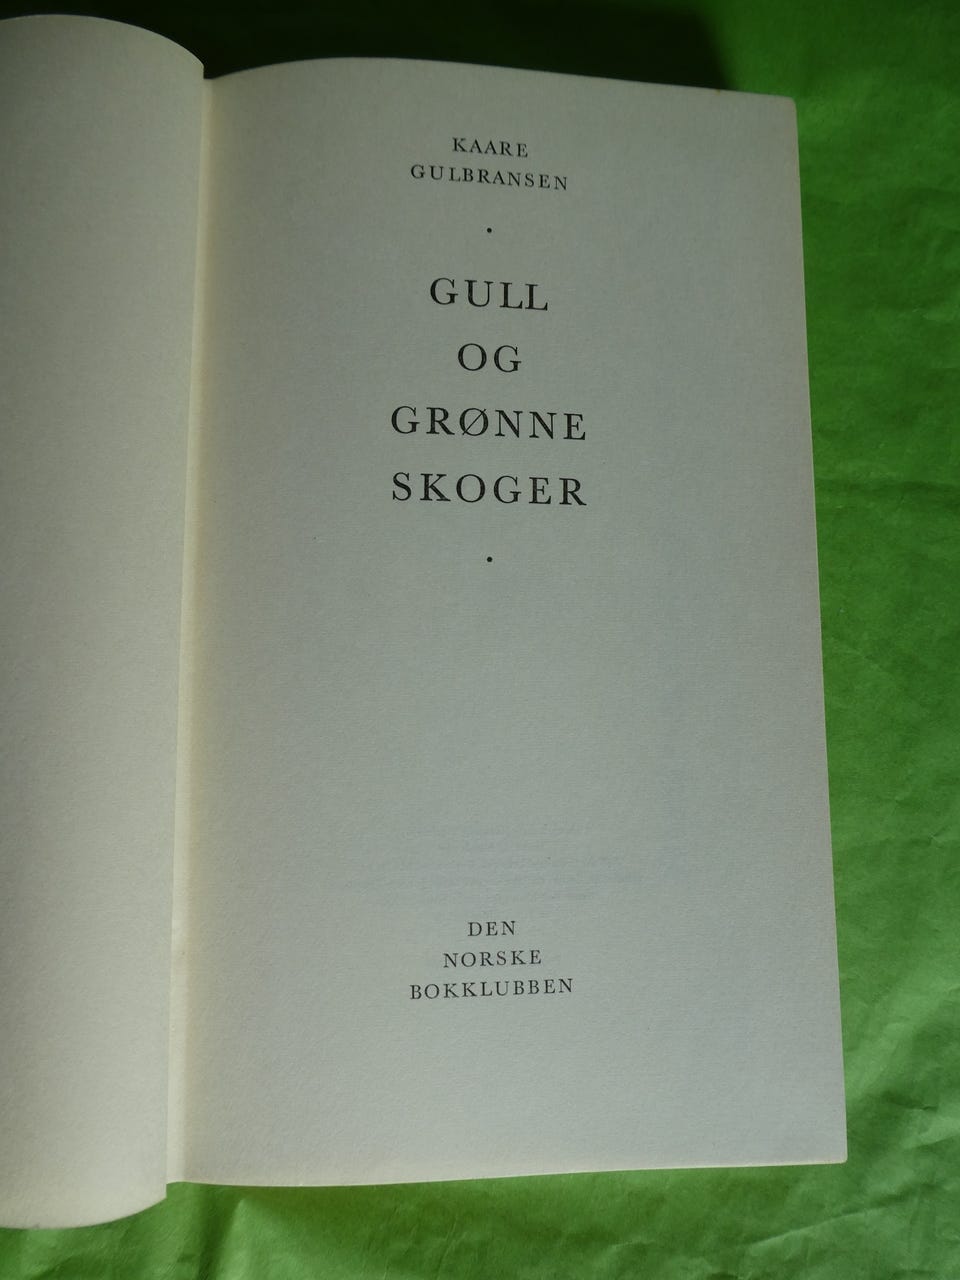 KAARE
GULBRANSEN
•
GULL
OG
GRØNNE
SKOGER
•
DEN
NORSKE
BOKKLUBBEN